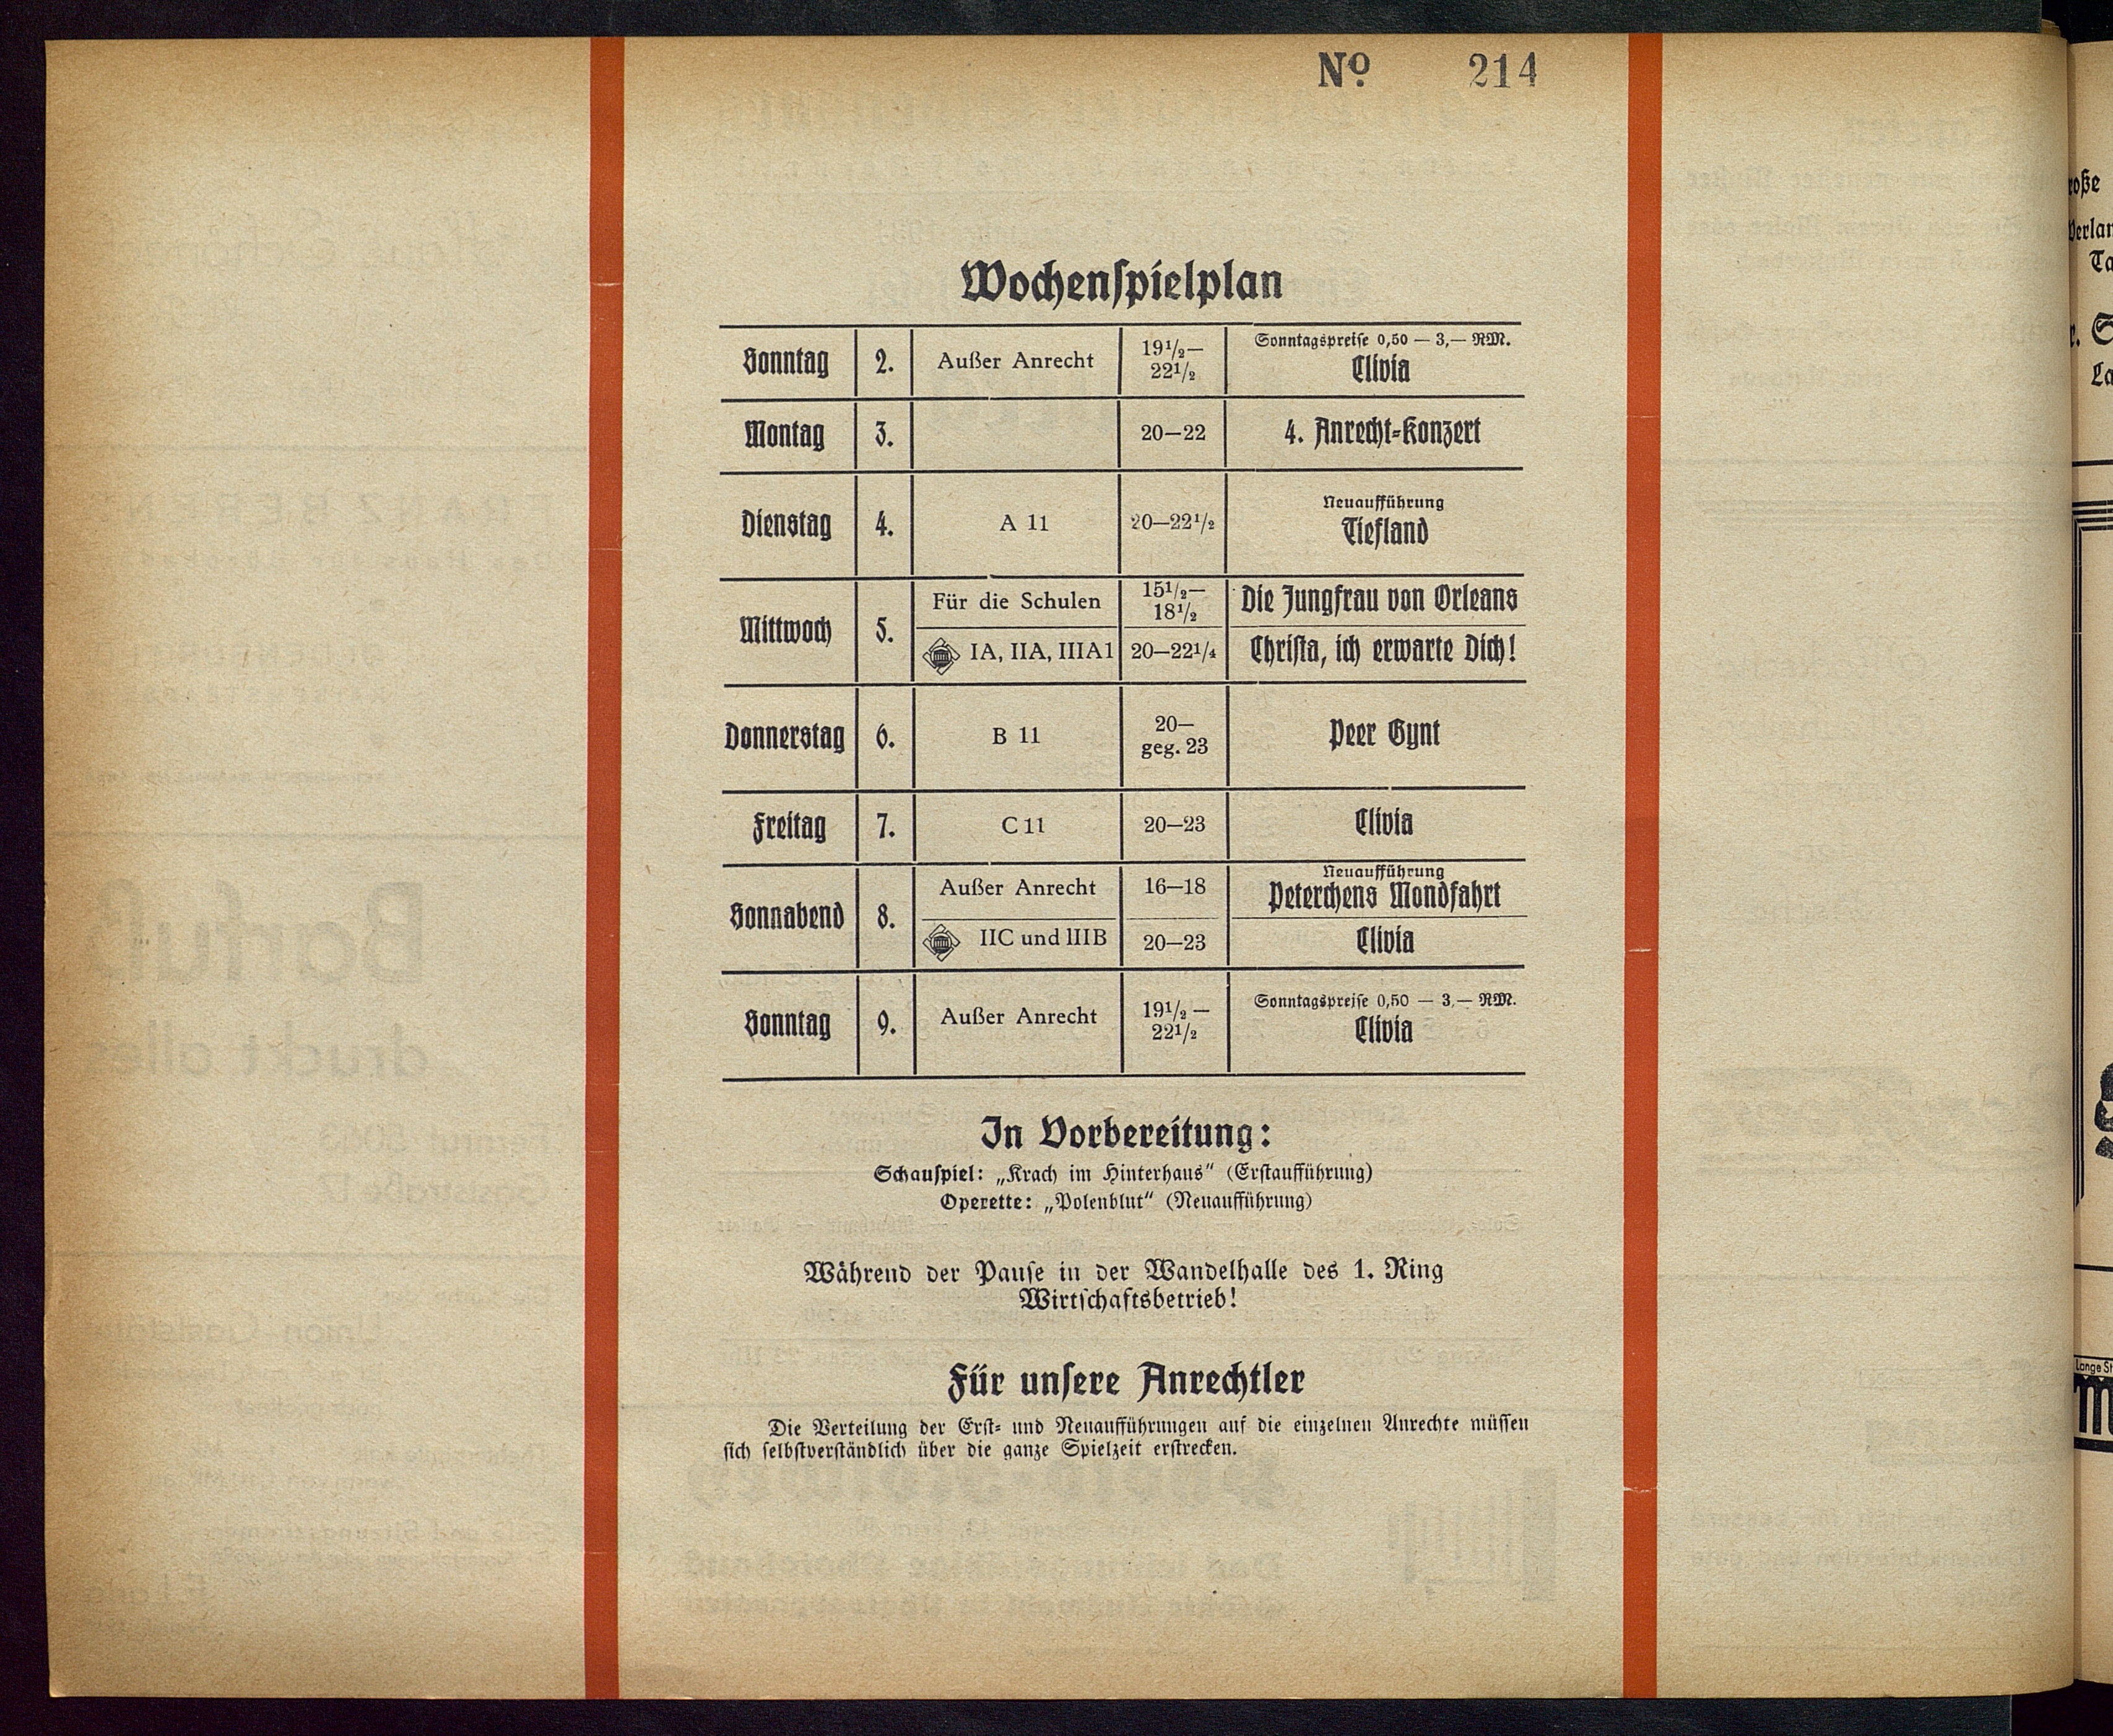 No 214
Wochenspielplan
Sonntag 2. Außer Anrecht 19½— 22½ Sonntagspreise 0,50 — 3,— RM. Clivia
Montag 3. 20—22 4. Anrecht-Konzert
Dienstag 4. A 11 20—22½ Neuaufführung Tiefland
Mittwoch 5. Für die Schulen 15½— 18½ Die Jungfrau von Orleans
IA, IIA, IIIA1 20—22¼ Christa, ich erwarte Dich!
Donnerstag 6. B 11 20— geg. 23 Peer Gynt
Freitag 7. C 11 20—23 Clivia
Sonnabend 8. Außer Anrecht 16—18 Neuaufführung Peterchens Mondfahrt
IIC und IIIB 20—23 Clivia
Sonntag 9. Außer Anrecht 19½— 22½ Sonntagspreise 0,50 — 3,— RM. Clivia
In Vorbereitung:
Schauspiel: „Krach im Hinterhaus“ (Erstaufführung)
Operette: „Polenblut“ (Neuaufführung)
Während der Pause in der Wandelhalle des 1. Ring
Wirtschaftsbetrieb!
Für unsere Anrechtler
Die Verteilung der Erst- und Neuaufführungen auf die einzelnen Anrechte müssen
sich selbstverständlich über die ganze Spielzeit erstrecken.